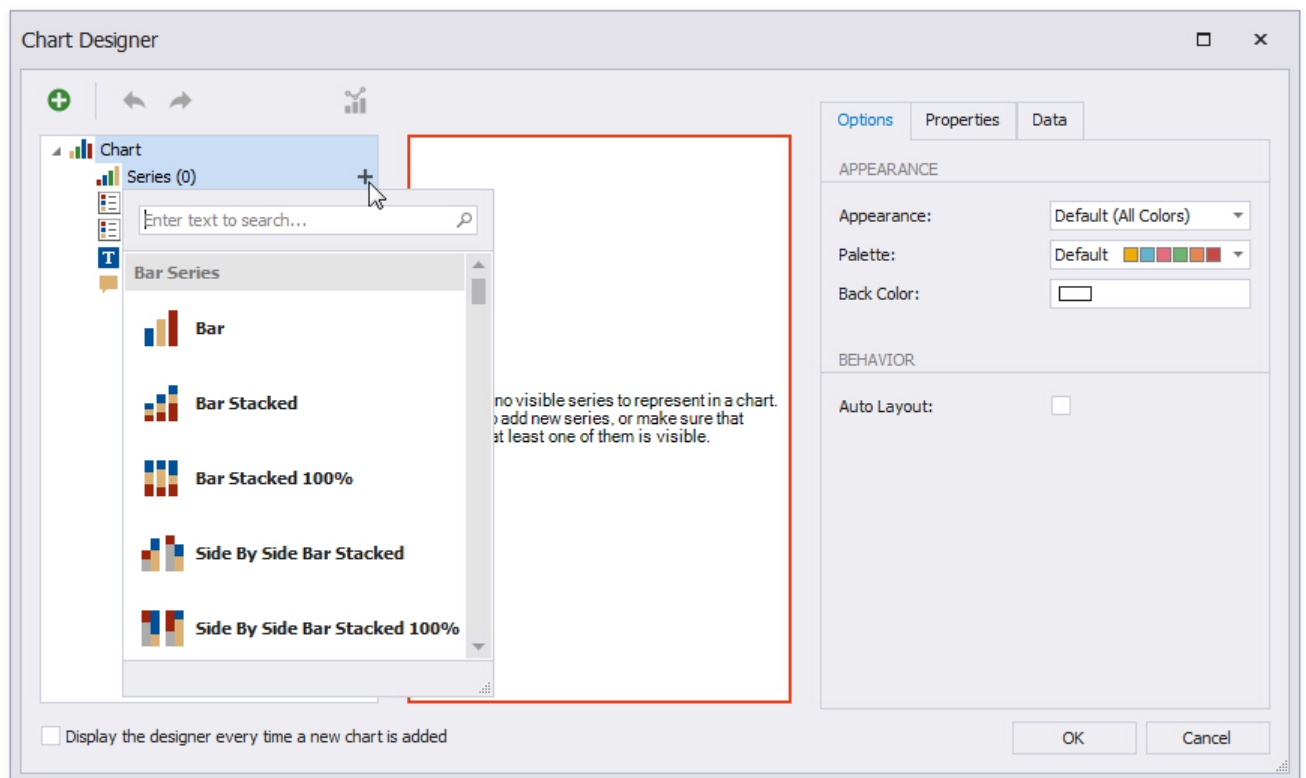 Chart Designer
Chart
Series (0)
Enter text to search...
T
Bar Series
Bar
Bar Stacked
Bar Stacked 100%
Side By Side Bar Stacked
Side By Side Bar Stacked 100%
no visible series to represent in a chart.
add new series, or make sure that
at least one of them is visible.
Options
Properties
Data
APPEARANCE
Appearance:
Default (All Colors)
Palette:
Default
Back Color:
BEHAVIOR
Auto Layout:
Display the designer every time a new chart is added
OK
Cancel